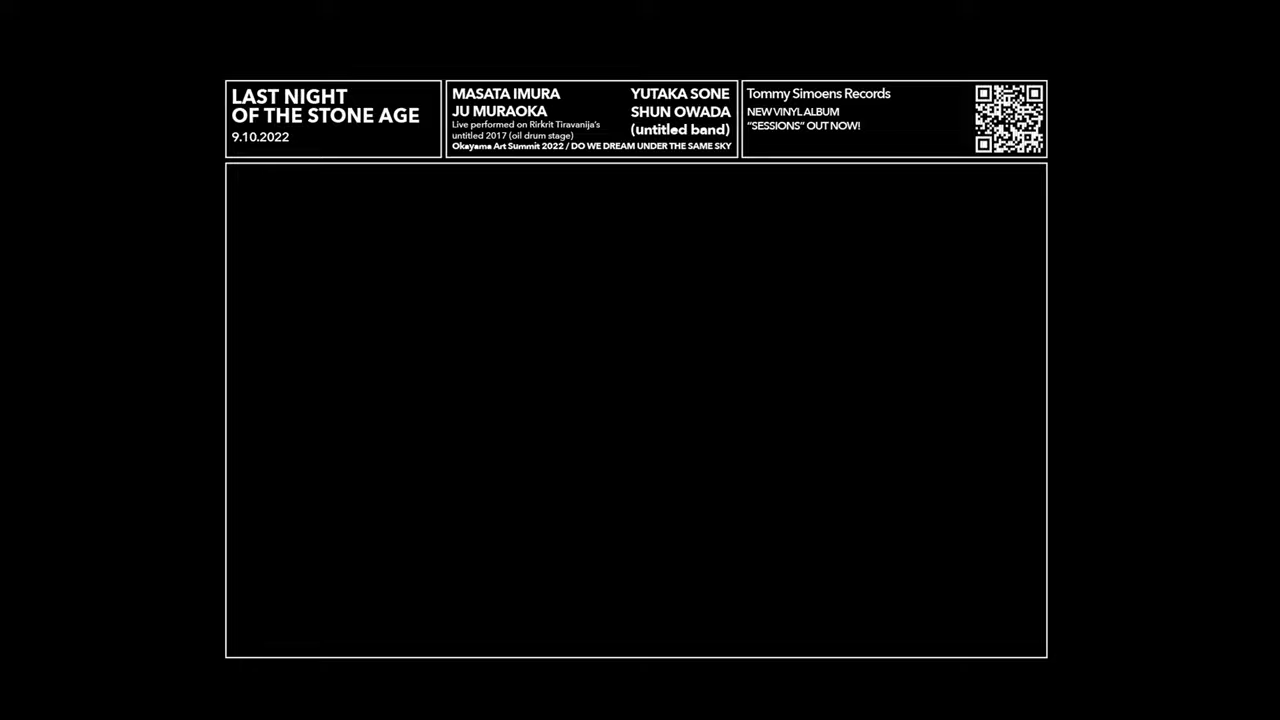 LAST NIGHT
OF THE STONE AGE
9.10.2022
MASATA IMURA
JU MURAOKA
Live performed on Rirkrit Tiravanija's
untitled 2017 (oil drum stage)
Okayama Art Summit 2022 / DO WE DREAM UNDER THE SAME SKY
YUTAKA SONE
SHUN OWADA
(untitled band)
Tommy Simoens Records
NEW VINYL ALBUM
“SESSIONS” OUT NOW!